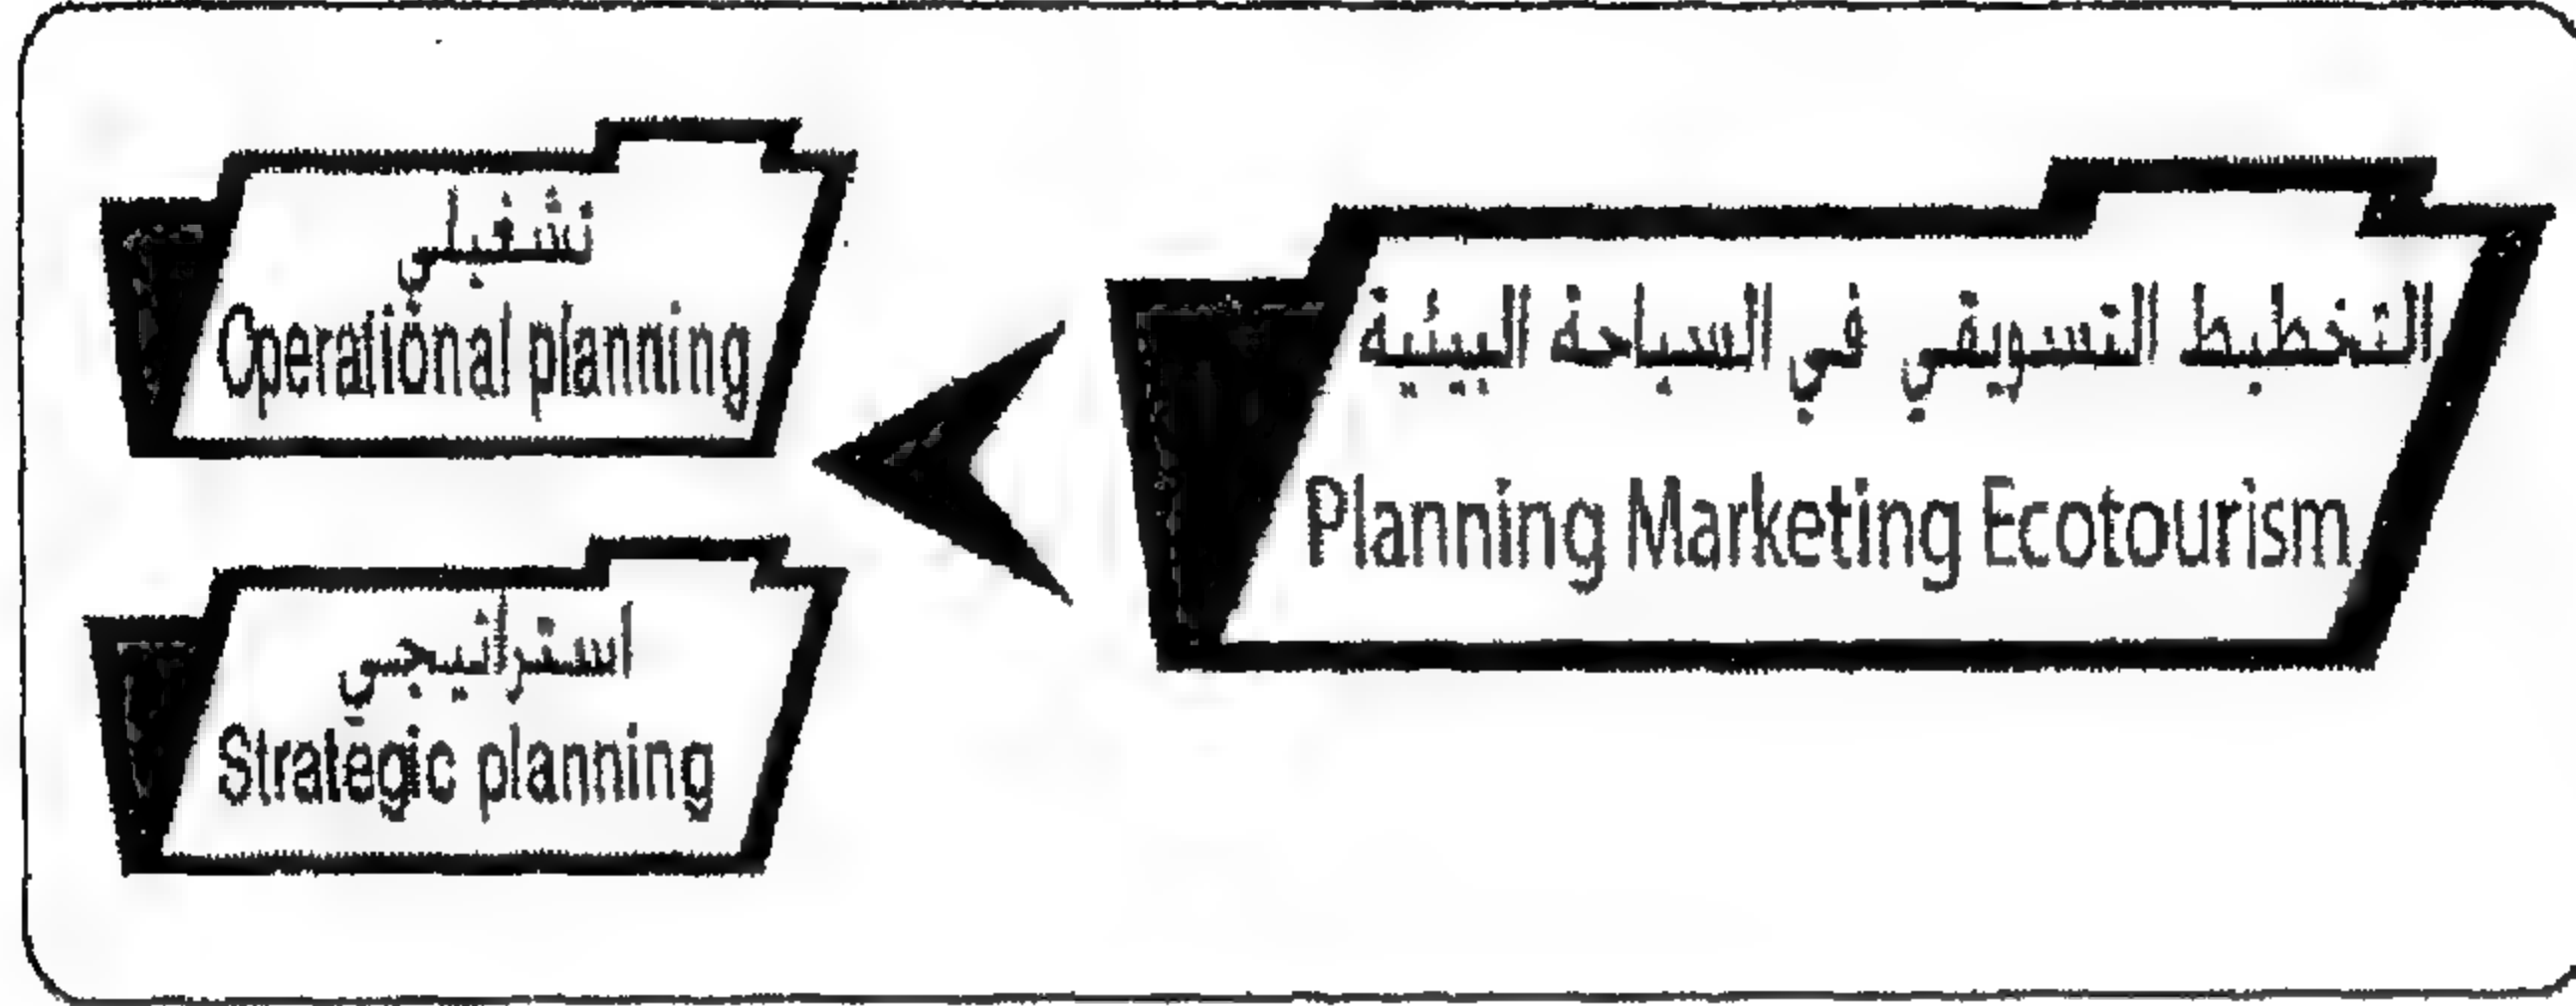 التخطيط التسويقي في السياحة البيئية
Planning Marketing Ecotourism
تشغيلي
Operational planning
استراتيجي
Strategic planning